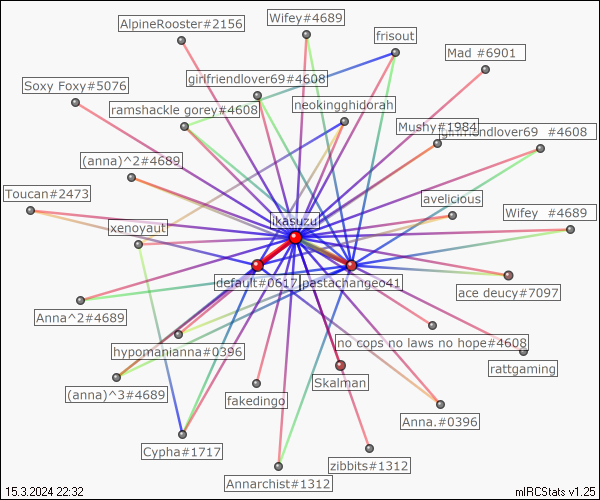 Wifey#4689
AlpineRooster#2156
frisout
Mad #6901
girlfriendlover69#4608
Soxy Foxy#5076
neokingghidorah
ramshackle gorey#4608
Mushy#1984
girlfriendlover69 #4608
(anna)^2#4689
Toucan#2473
avelicious
Wifey #4689
ikasuzu
xenoyaut
default#0617
pastachangeo41
ace deucy#7097
Anna^2#4689
no cops no laws no hope#4608
hypomanianna#0396
rattgaming
Skalman
(anna)^3#4689
fakedingo
Anna.#0396
Cypha#1717
zibbits#1312
Annarchist#1312
15.3.2024 22:32
mIRCStats v1.25